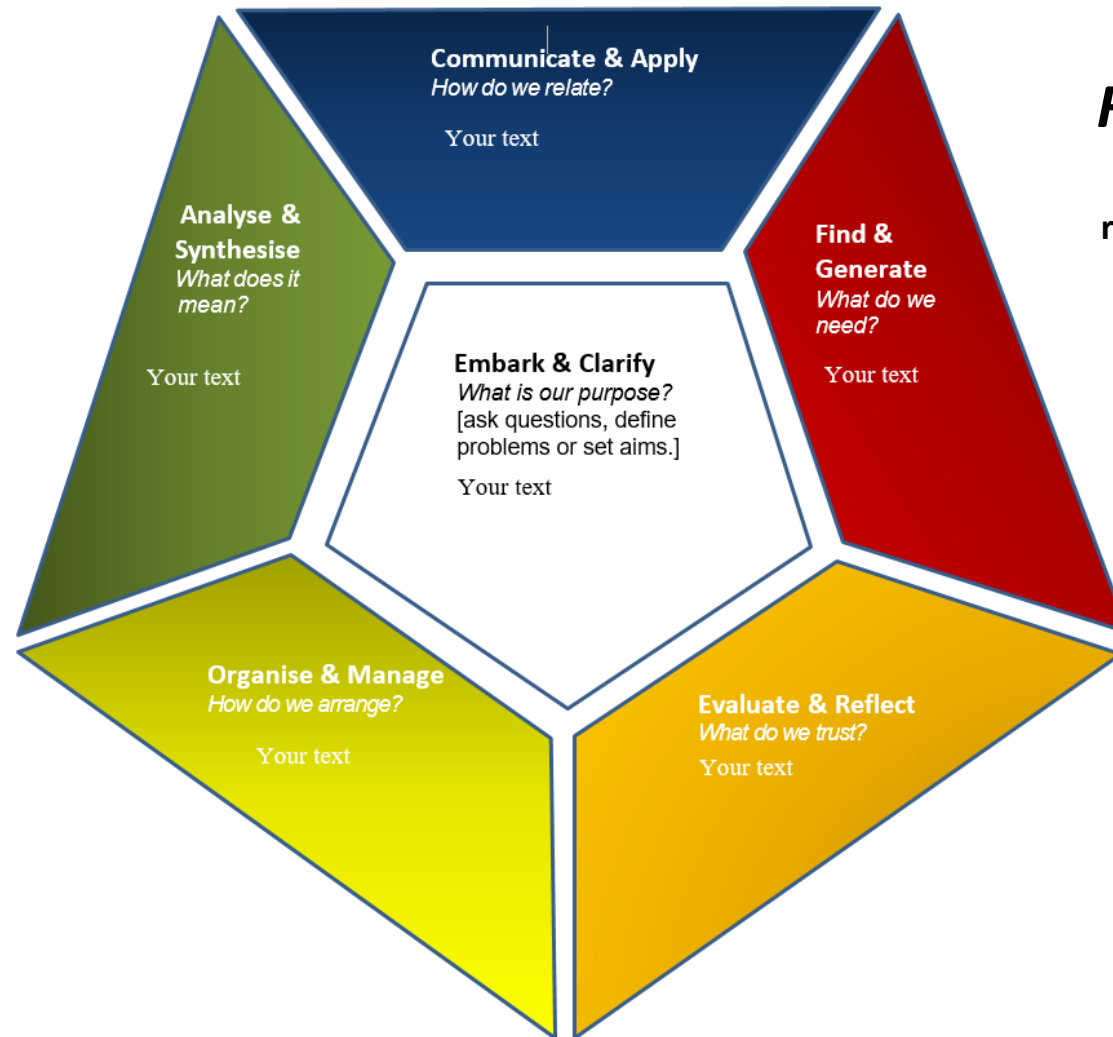 Communicate & Apply
How do we relate?
Your text
Find &
Generate
What do we
need?
Your text
Evaluate & Reflect
What do we trust?
Your text
Organise & Manage
How do we arrange?
Your text
Analyse &
Synthesise
What does it
mean?
Your text
Embark & Clarify
What is our purpose?
[ask questions, define
problems or set aims.]
Your text